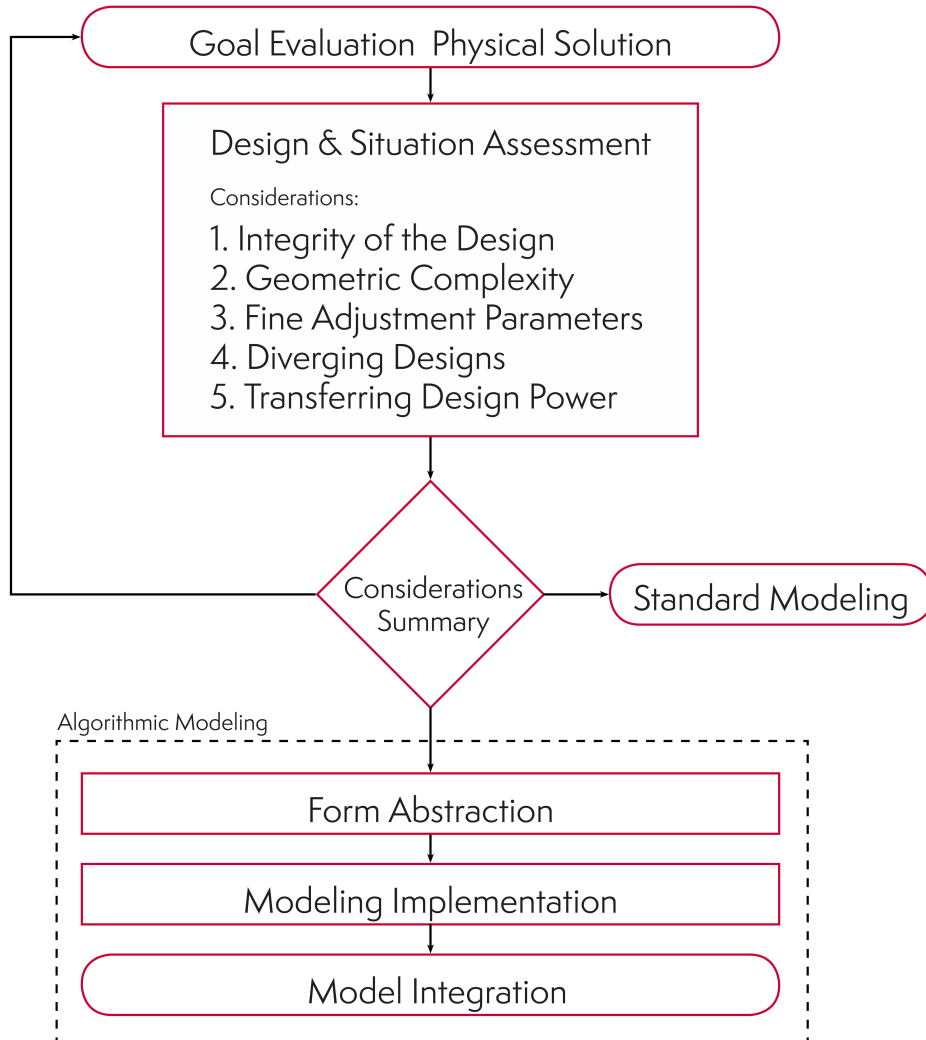 Goal Evaluation  Physical Solution
Design & Situation Assessment
Considerations:
1. Integrity of the Design
2. Geometric Complexity
3. Fine Adjustment Parameters
4. Diverging Designs
5. Transferring Design Power
Considerations
Summary
Standard Modeling
Algorithmic Modeling
Form Abstraction
Modeling Implementation
Model Integration